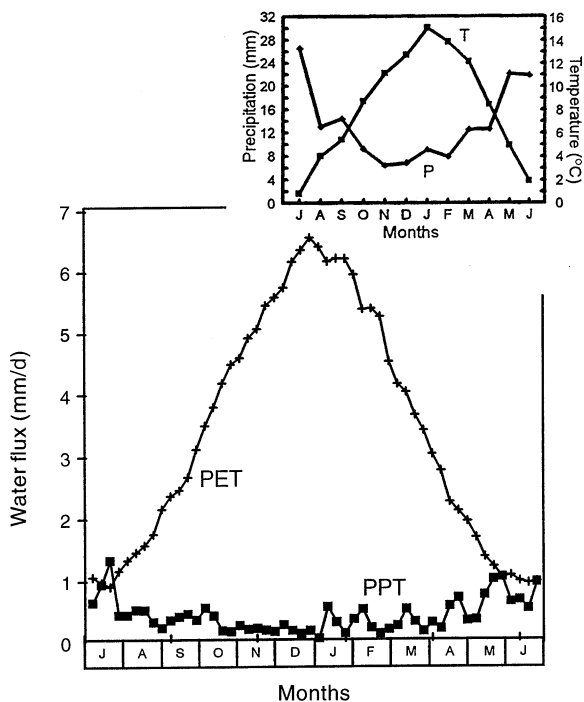 32
28
24
20
16
12
8
4
0
Precipitation (mm)
T
P
16
14
12
10
8
6
4
2
0
Temperature (°C)
J A S O N D J F M A M J
Months
7
6
5
4
3
2
1
0
Water flux (mm/d)
PET
PPT
J A S O N D J F M A M J
Months